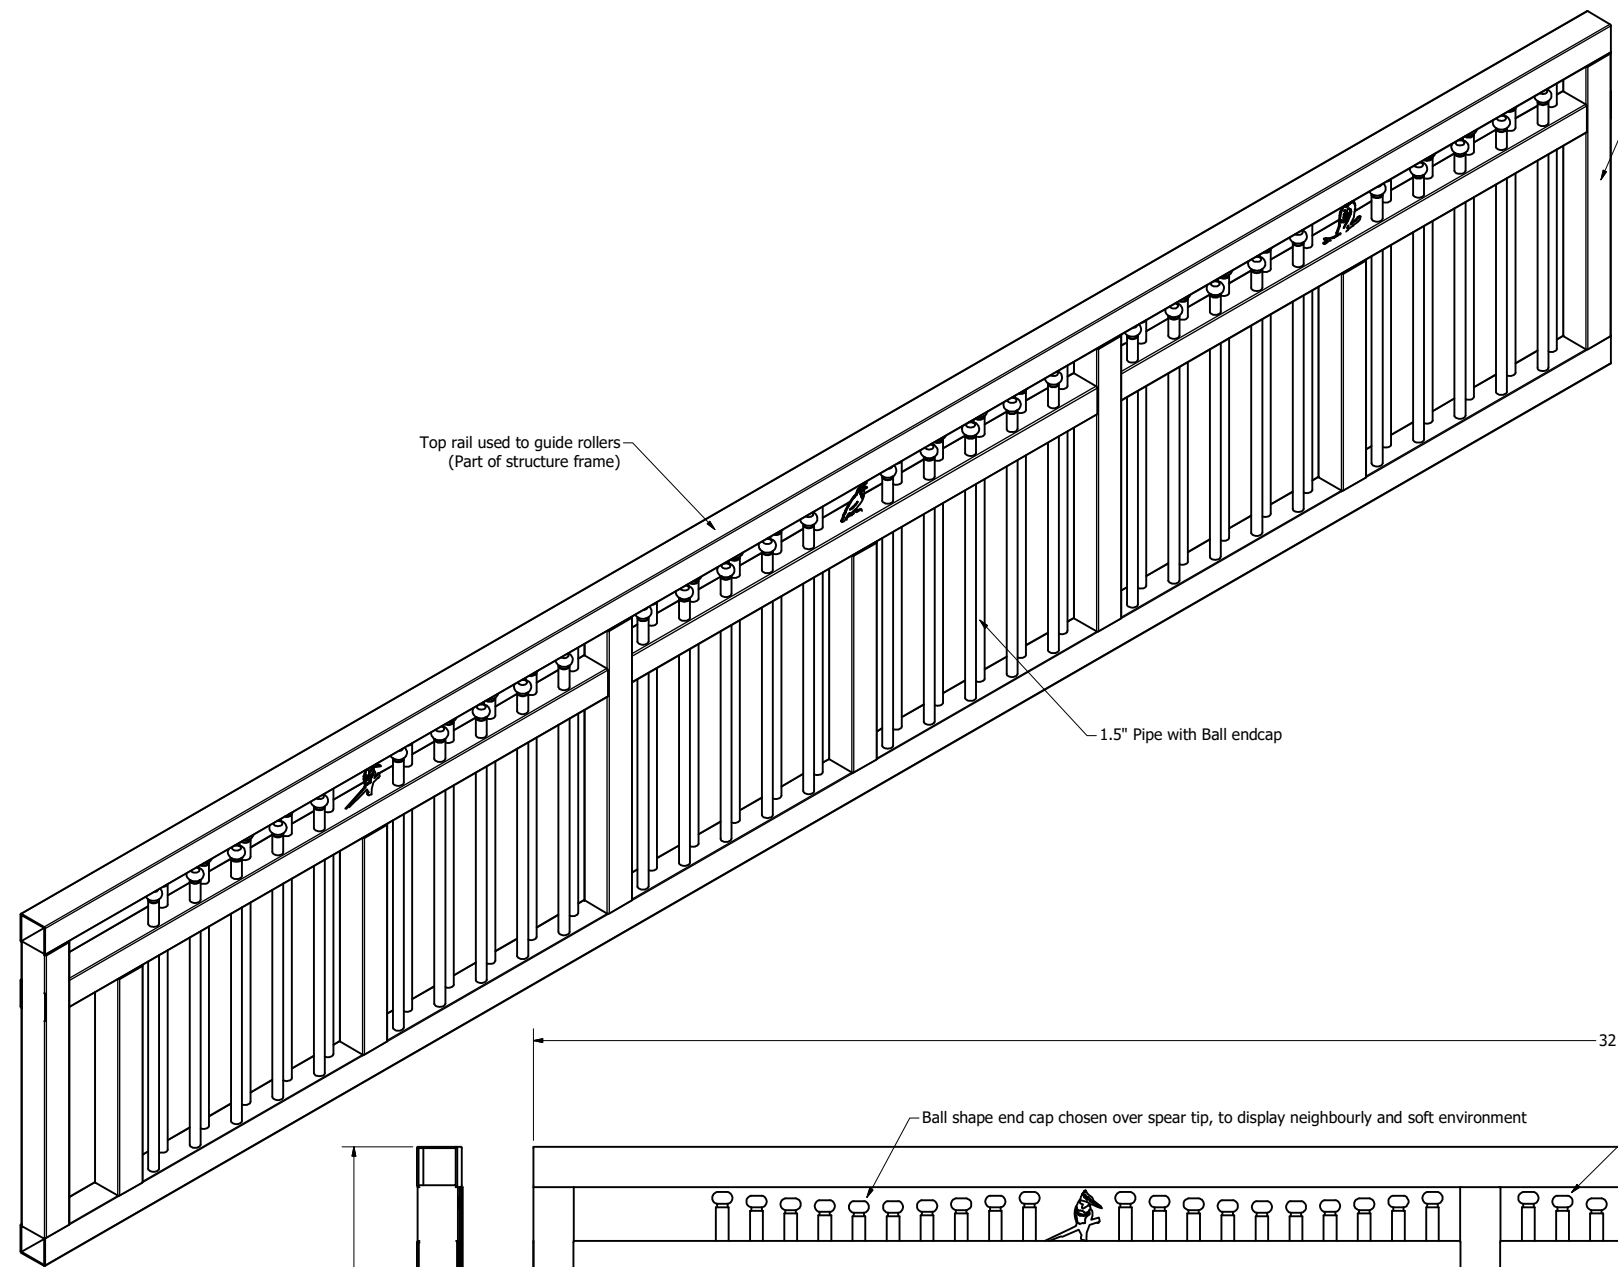 Top rail used to guide rollers
(Part of structure frame)
1.5" Pipe with Ball endcap
32
Ball shape end cap chosen over spear tip, to display neighbourly and soft environment